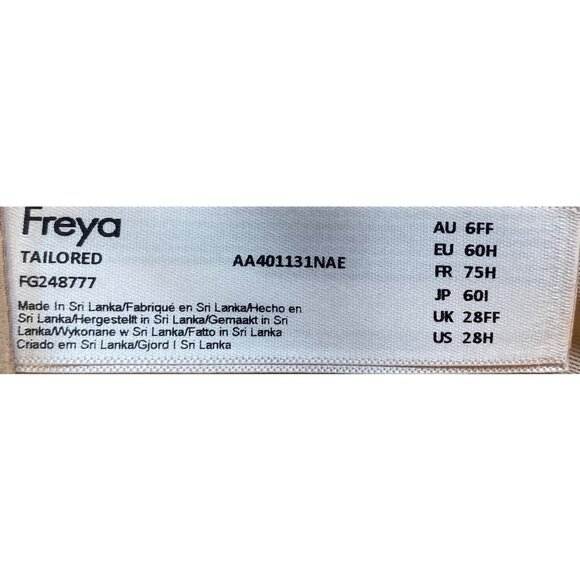 Freya
TAILORED AA401131NAE
FG248777
Made In Sri Lanka/Fabriqué en Sri Lanka/Hecho en
Sri Lanka/Hergestellt in Sri Lanka/Gemaakt in Sri
Lanka/Wykonane w Sri Lanka/Fatto in Sri Lanka
Criado em Sri Lanka/Gjord I Sri Lanka
AU 6FF
EU 60H
FR 75H
JP 60I
UK 28FF
US 28H